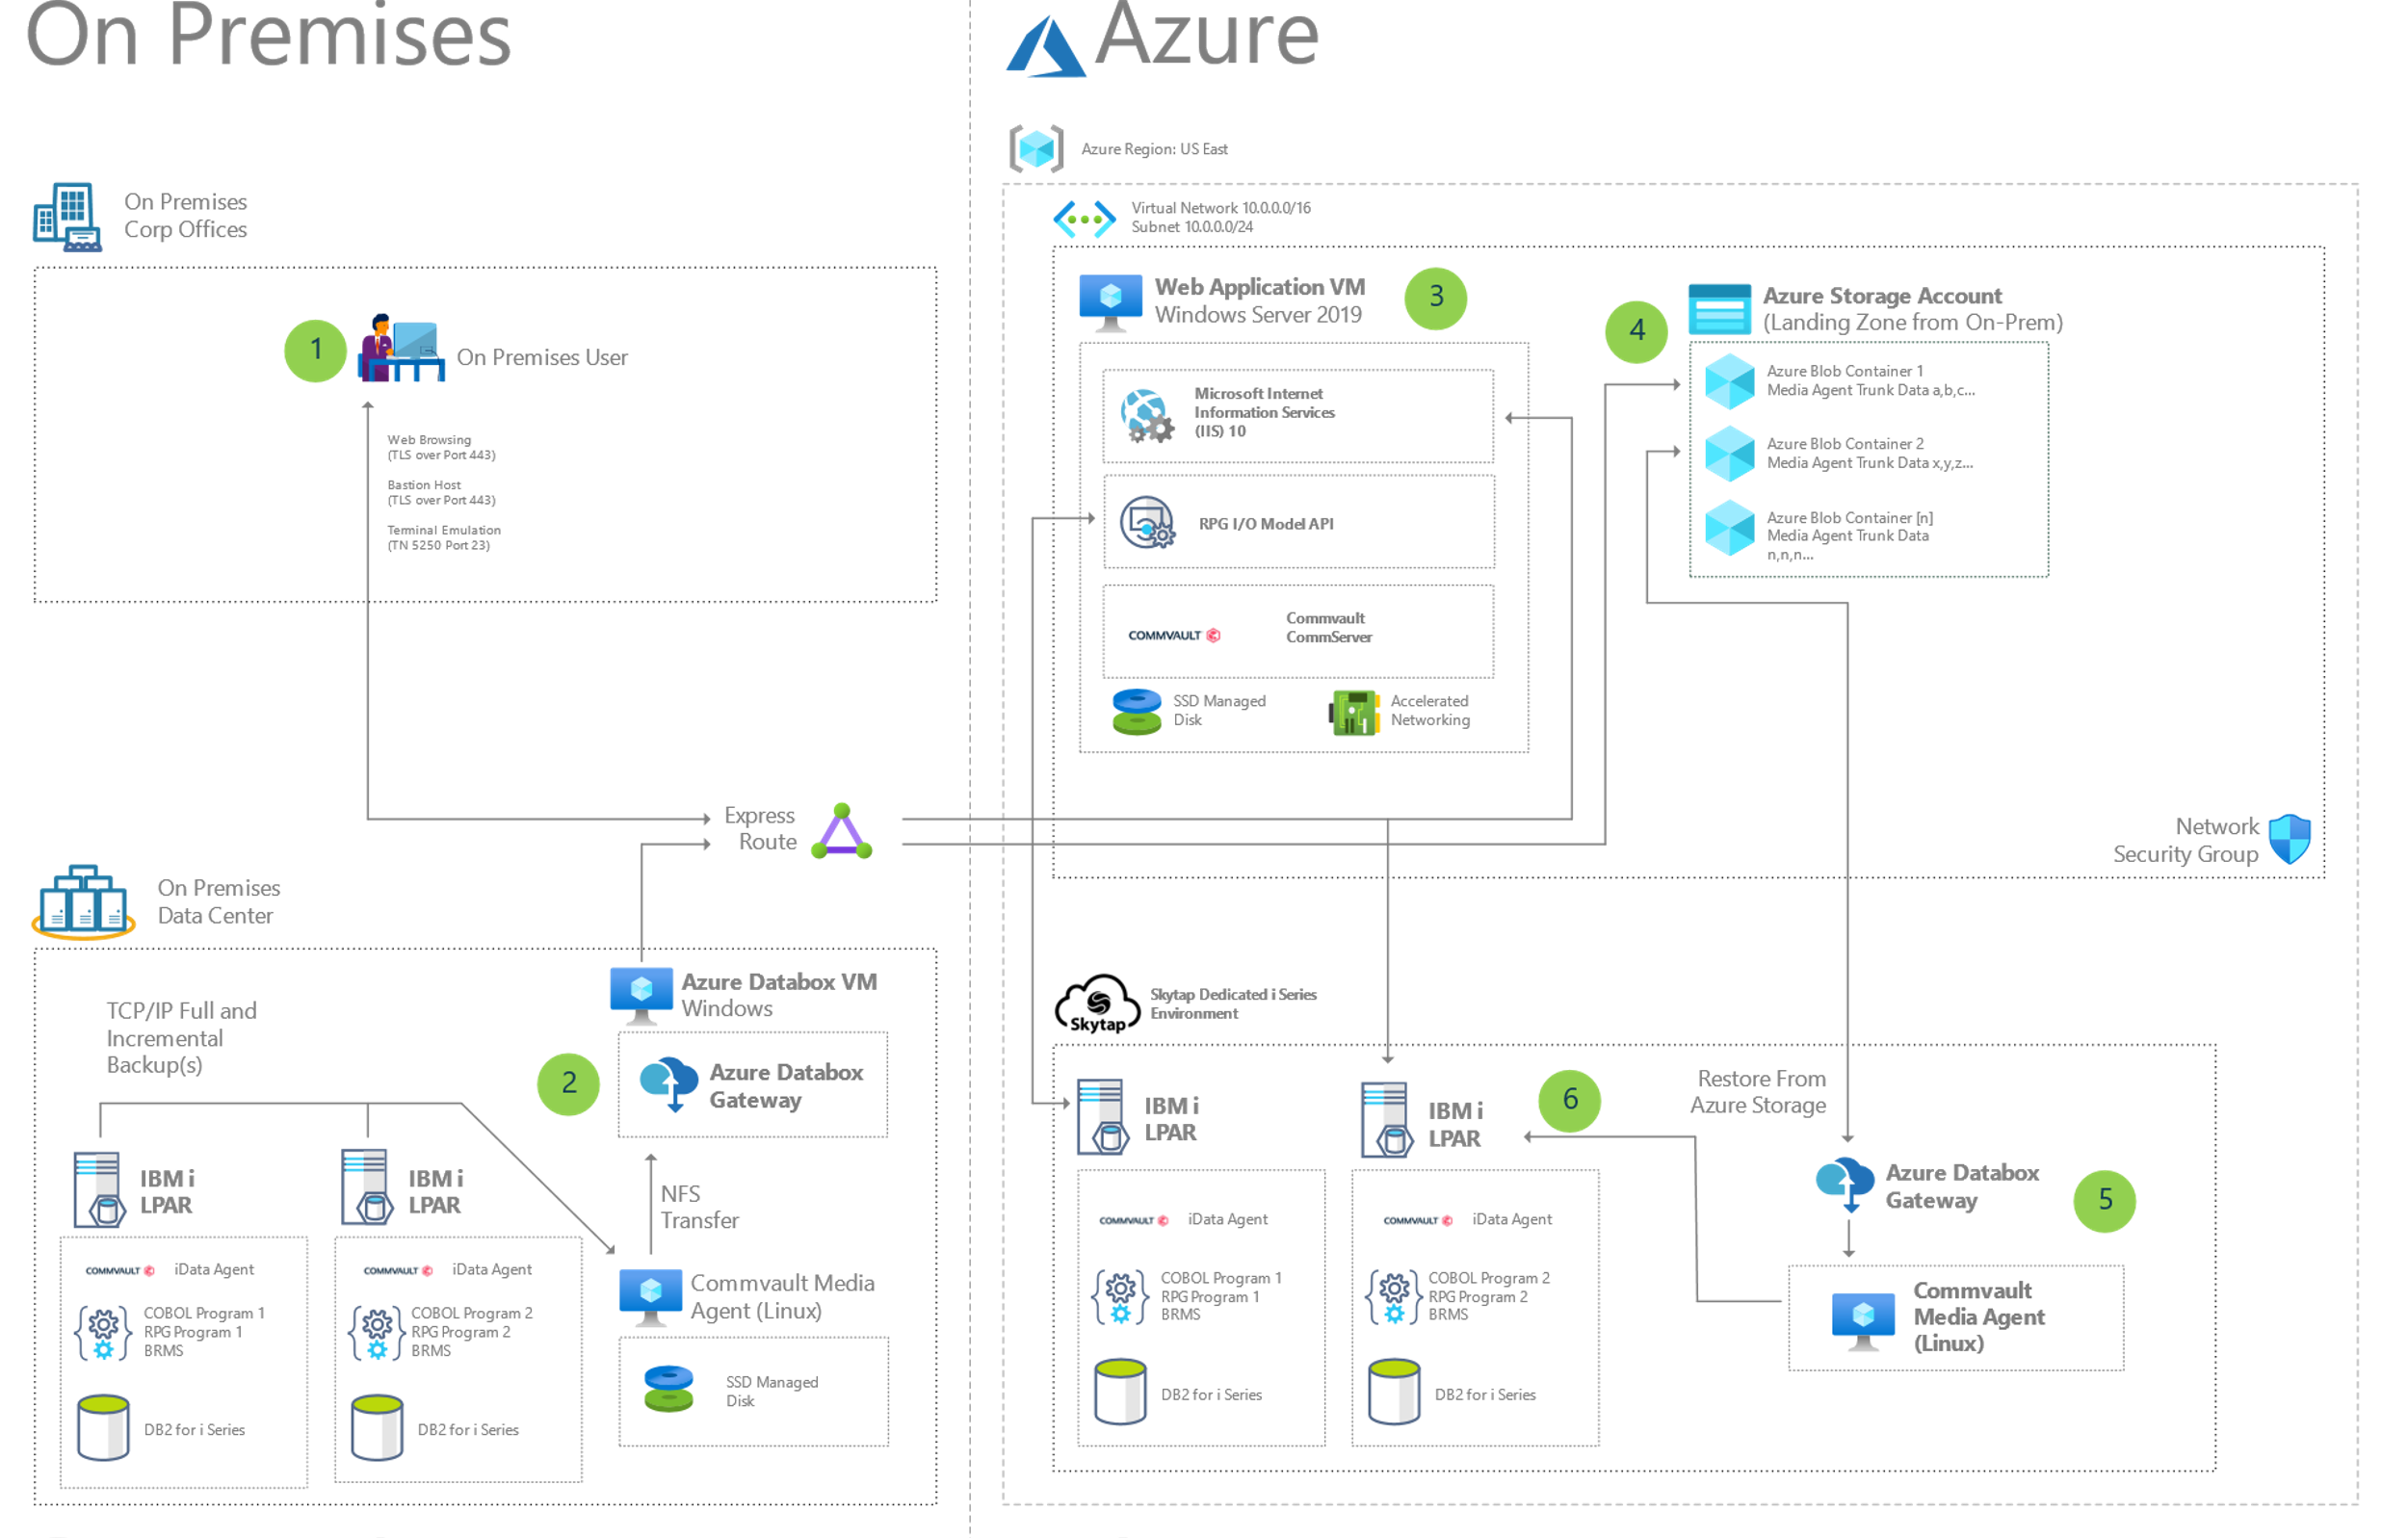 On Premises
Azure
Azure Region: US East
On Premises
Corp Offices
1
On Premises User
Web Browsing
(TLS over Port 443)
Bastion Host
(TLS over Port 443)
Terminal Emulation
(TN 5250 Port 23)
Express
Route
On Premises
Data Center
TCP/IP Full and
Incremental
Backup(s)
Azure Databox VM
Windows
2
Azure Databox
Gateway
NFS
Transfer
IBM i
LPAR
COMMVAULT
iData Agent
COBOL Program 1
RPG Program 1
BRMS
DB2 for i Series
IBM i
LPAR
COMMVAULT
iData Agent
COBOL Program 2
RPG Program 2
BRMS
DB2 for i Series
Commvault Media
Agent (Linux)
SSD Managed
Disk
Virtual Network 10.0.0.0/16
Subnet 10.0.0.0/24
Web Application VM
Windows Server 2019
3
Microsoft Internet
Information Services
(IIS) 10
RPG I/O Model API
COMMVAULT
Commvault
CommServer
SSD Managed
Disk
Accelerated
Networking
4
Azure Storage Account
(Landing Zone from On-Prem)
Azure Blob Container 1
Media Agent Trunk Data a,b,c...
Azure Blob Container 2
Media Agent Trunk Data x,y,z...
Azure Blob Container [n]
Media Agent Trunk Data
n,n,n...
Network
Security Group
Skytap
Skytap Dedicated i Series
Environment
IBM i
LPAR
COMMVAULT
iData Agent
COBOL Program 1
RPG Program 1
BRMS
DB2 for i Series
IBM i
LPAR
COMMVAULT
iData Agent
COBOL Program 2
RPG Program 2
BRMS
DB2 for i Series
6
Restore From
Azure Storage
Azure Databox
Gateway
5
Commvault
Media Agent
(Linux)